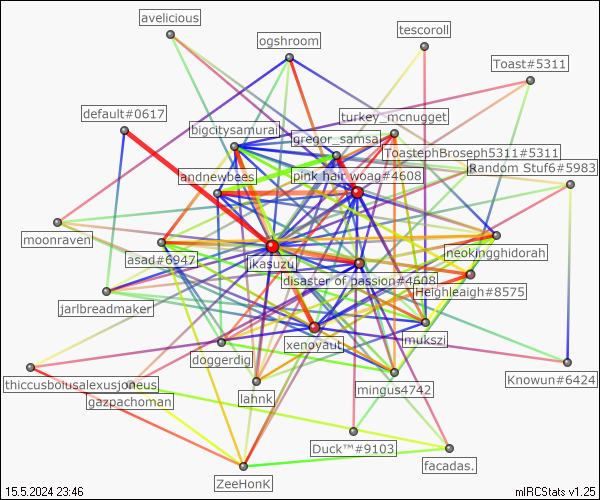 avelicious
ogshroom
tescoroll
Toast#5311
default#0617
turkey_mcnugget
bigcitysamurai
gregor_samsa
ToastephBroseph5311#5311
Random Stuf6#5983
andnewbees
pink hair woag#4608
moonraven
asad#6947
jkasuzu
neokingghidorah
disaster of passion#4608
Heighleaigh#8575
jarlbreadmaker
xenoyaut
mukszi
doggerdig
thiccusboiusalexusjoneus
gazpachoman
lahnk
mingus4742
Knowun#6424
Duck™#9103
facadas.
ZeeHonK
15.5.2024 23:46
mIRCStats v1.25